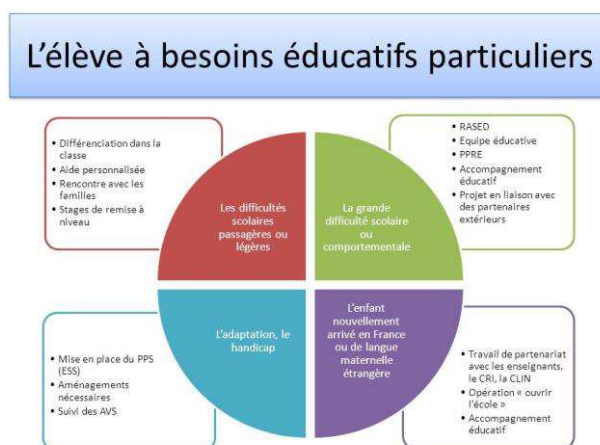 L'élève à besoins éducatifs particuliers
• Différenciation dans la
classe
• Aide personnalisée
• Rencontre avec les
familles
• Stages de remise à
niveau
• RASED
• Equipe éducative
• PPRE
• Accompagnement
éducatif
• Projet en liaison avec
des partenaires
extérieurs
Les difficultés
scolaires
passagères ou
légères
La grande
difficulté scolaire
ou
comportementale
L'adaptation, le
handicap
L'enfant
nouvellement
arrivé en France
ou de langue
maternelle
étrangère
• Mise en place du PPS
(ESS)
• Aménagements
nécessaires
• Suivi des AVS
• Travail de partenariat
avec les enseignants,
le CRI, la CLIN
• Opération « ouvrir
l'école »
• Accompagnement
éducatif